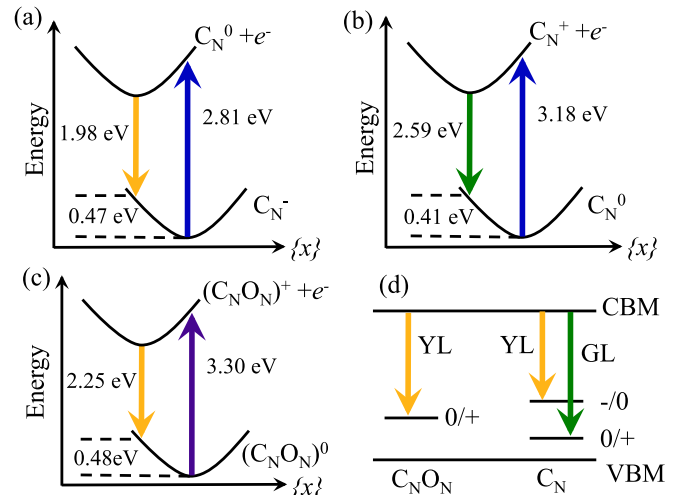 (a)
C_N^0 + e^-
Energy
1.98 eV
2.81 eV
0.47 eV
C_N^-
{x}
(b)
C_N^+ + e^-
Energy
2.59 eV
3.18 eV
0.41 eV
C_N^0
{x}
(c)
(C_NO_N)^+ + e^-
Energy
2.25 eV
3.30 eV
0.48eV
(C_NO_N)^0
{x}
(d)
CBM
YL
YL
GL
-/0
0/+
0/+
C_NO_N
C_N
VBM